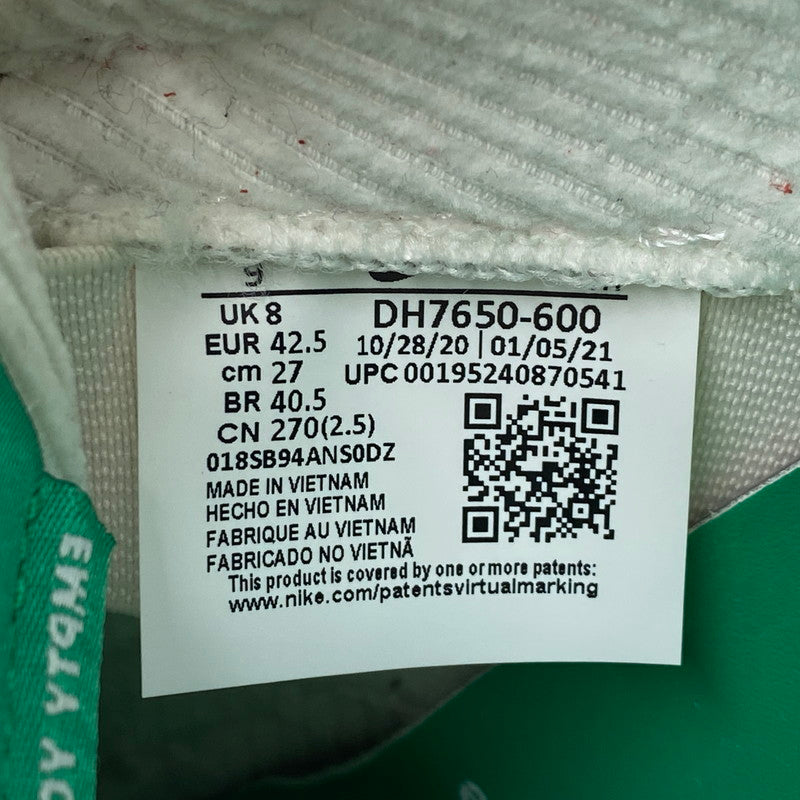 UK 8
EUR 42.5
cm 27
BR 40.5
CN 270(2.5)
018SB94ANS0DZ
DH7650-600
10/28/20 | 01/05/21
UPC 00195240870541
MADE IN VIETNAM
HECHO EN VIETNAM
FABRIQUE AU VIETNAM
FABRICADO NO VIETNÃ
This product is covered by one or more patents:
www.nike.com/patentsvirtualmarking
EMPTY